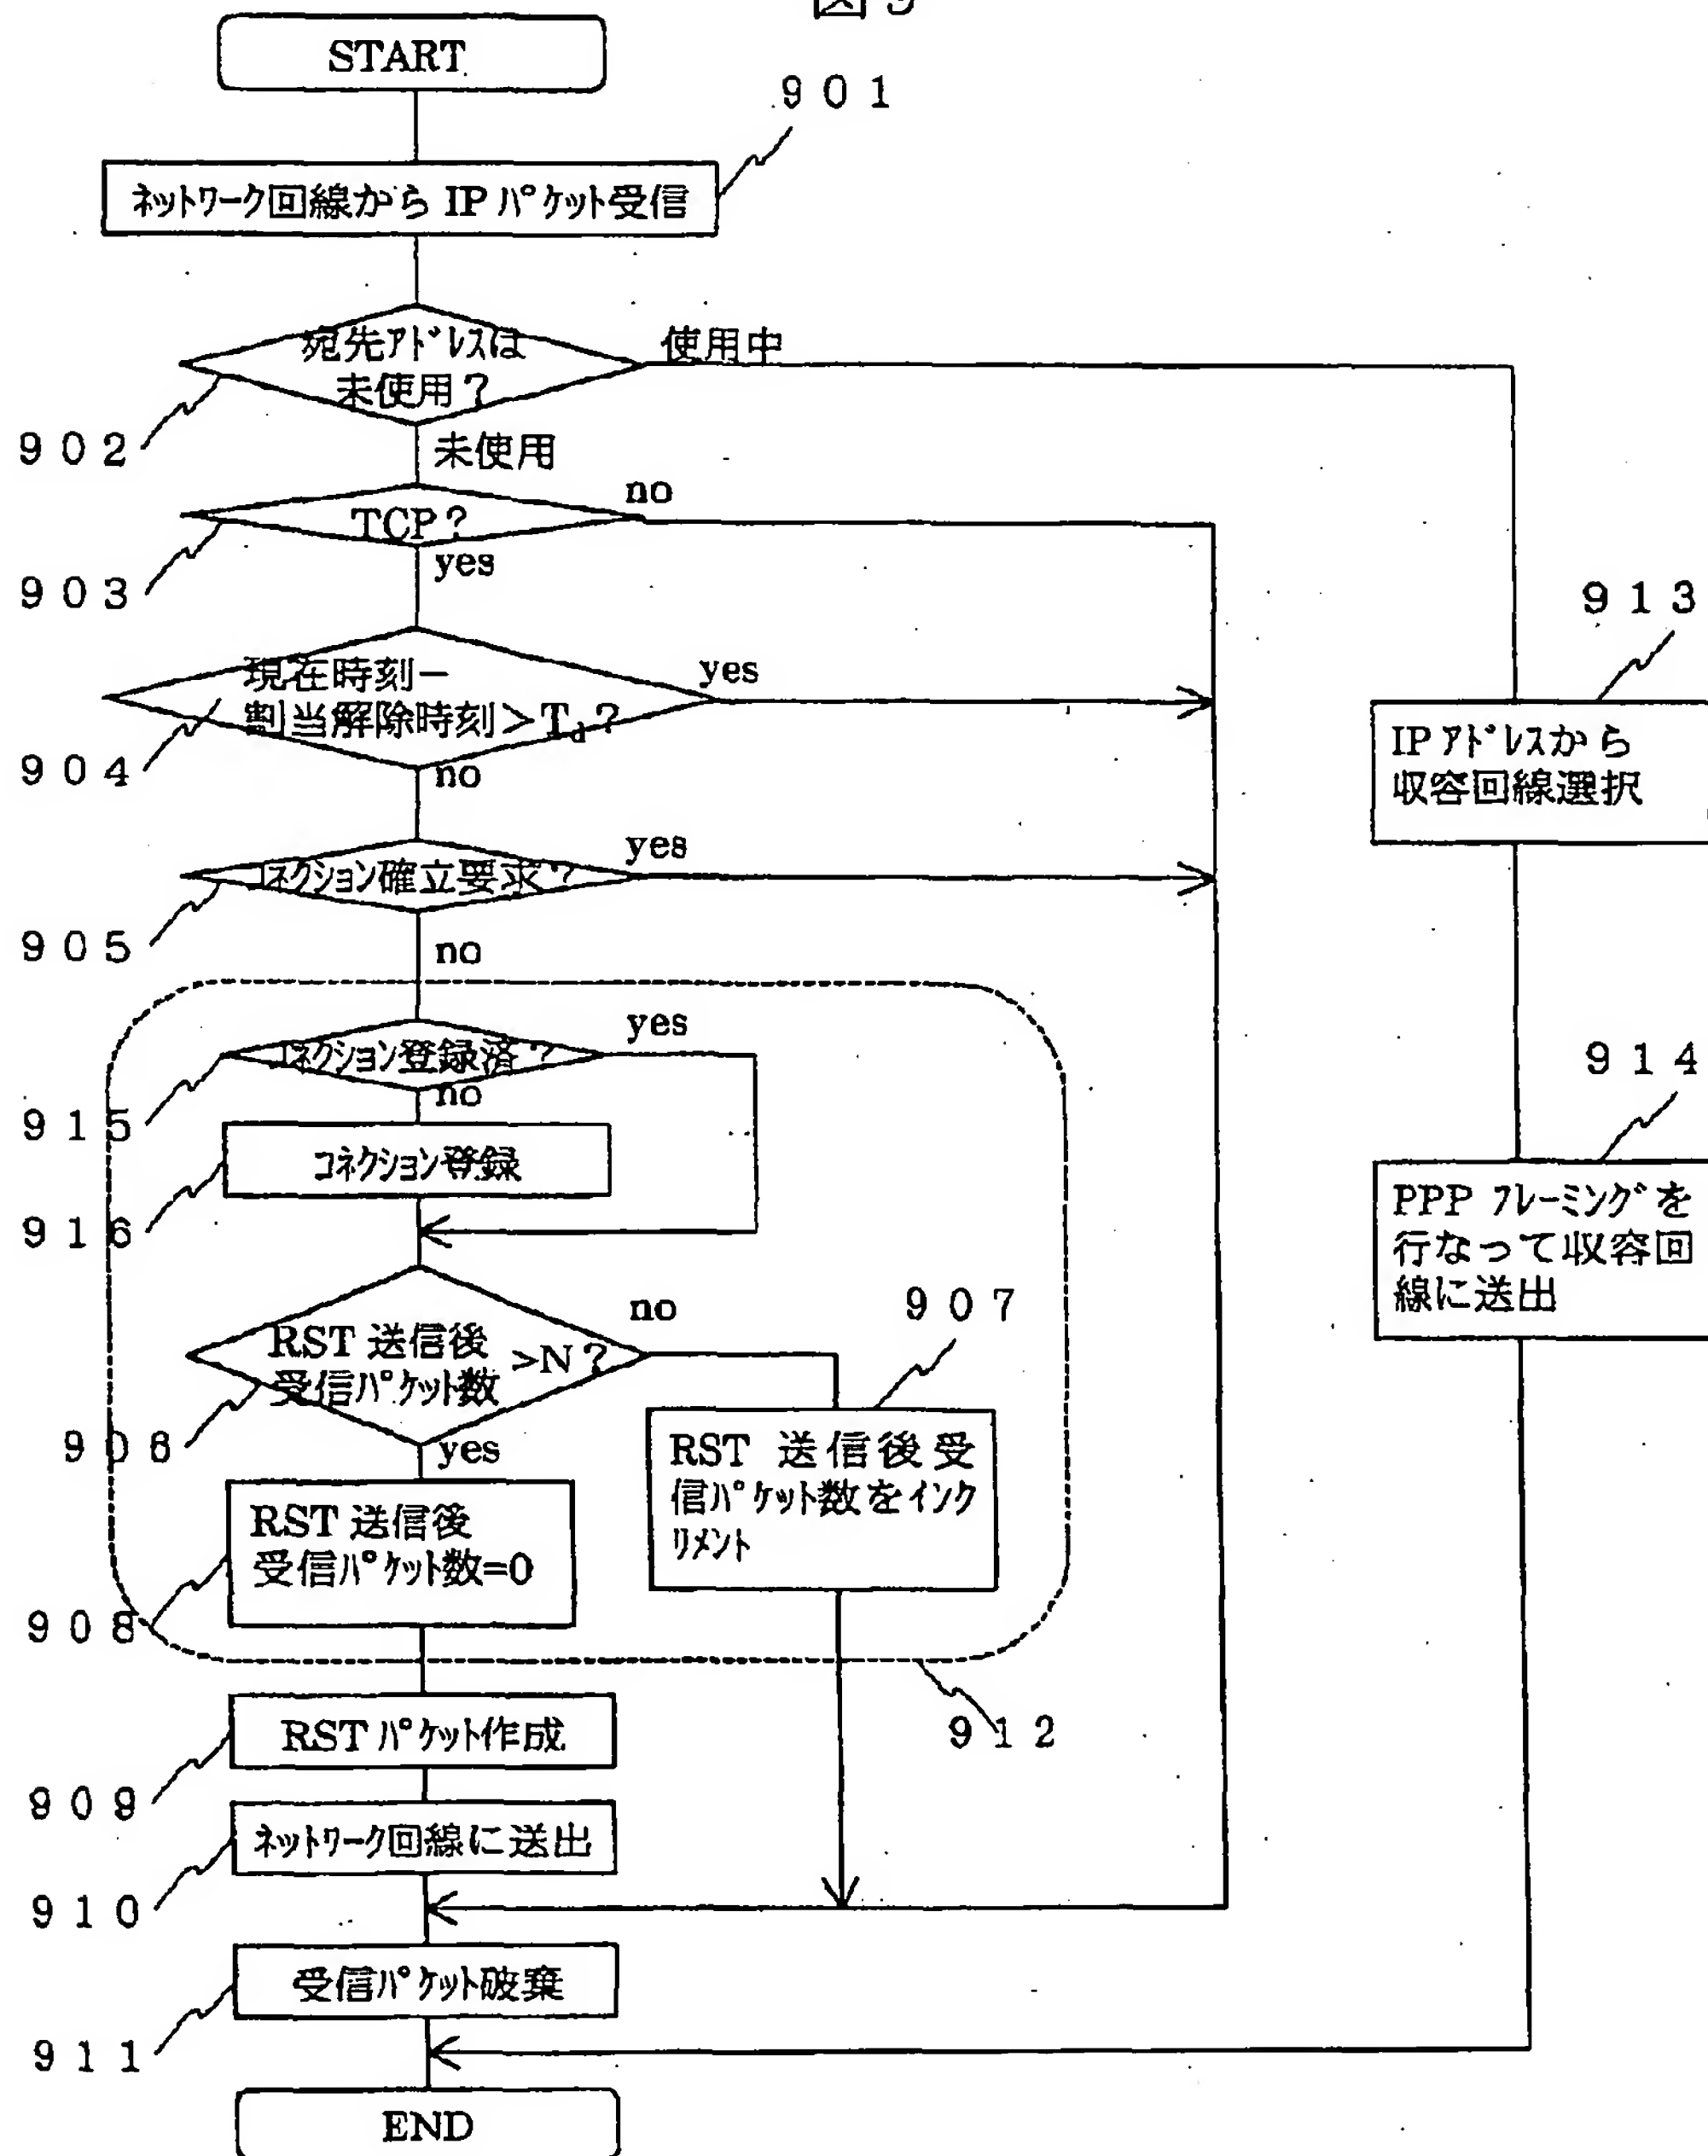 図9
START
901
ネットワーク回線から IP パケット受信
宛先アドレスは
未使用?
使用中
902
未使用
TCP?
no
903
yes
913
現在時刻−
割当解除時刻>Td?
yes
904
no
IP アドレスから
収容回線選択
コネクション確立要求?
yes
905
no
コネクション登録済?
yes
914
915
no
コネクション登録
916
PPP フレーミングを
行なって収容回
線に送出
RST 送信後
受信パケット数
>N?
no
907
906
yes
RST 送信後受
信パケット数をインク
リメント
RST 送信後
受信パケット数=0
908
RST パケット作成
912
909
ネットワーク回線に送出
910
受信パケット破棄
911
END